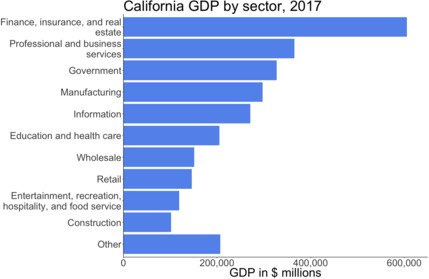 California GDP by sector, 2017
Finance, insurance, and real
estate
Professional and business
services
Government
Manufacturing
Information
Education and health care
Wholesale
Retail
Entertainment, recreation,
hospitality, and food service
Construction
Other
0
200,000
400,000
600,000
GDP in $ millions